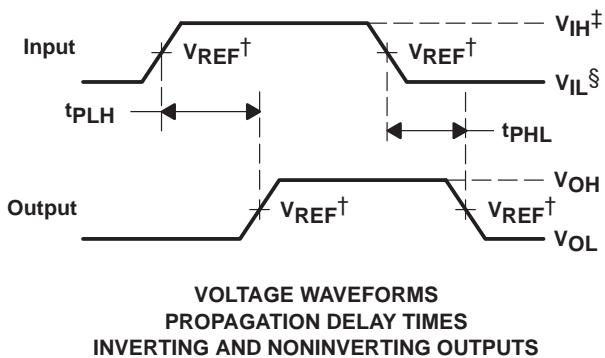 VIH‡
Input
VREF†
VREF†
VIL§
tPLH
tPHL
VOH
Output
VREF†
VREF†
VOL
VOLTAGE WAVEFORMS
PROPAGATION DELAY TIMES
INVERTING AND NONINVERTING OUTPUTS